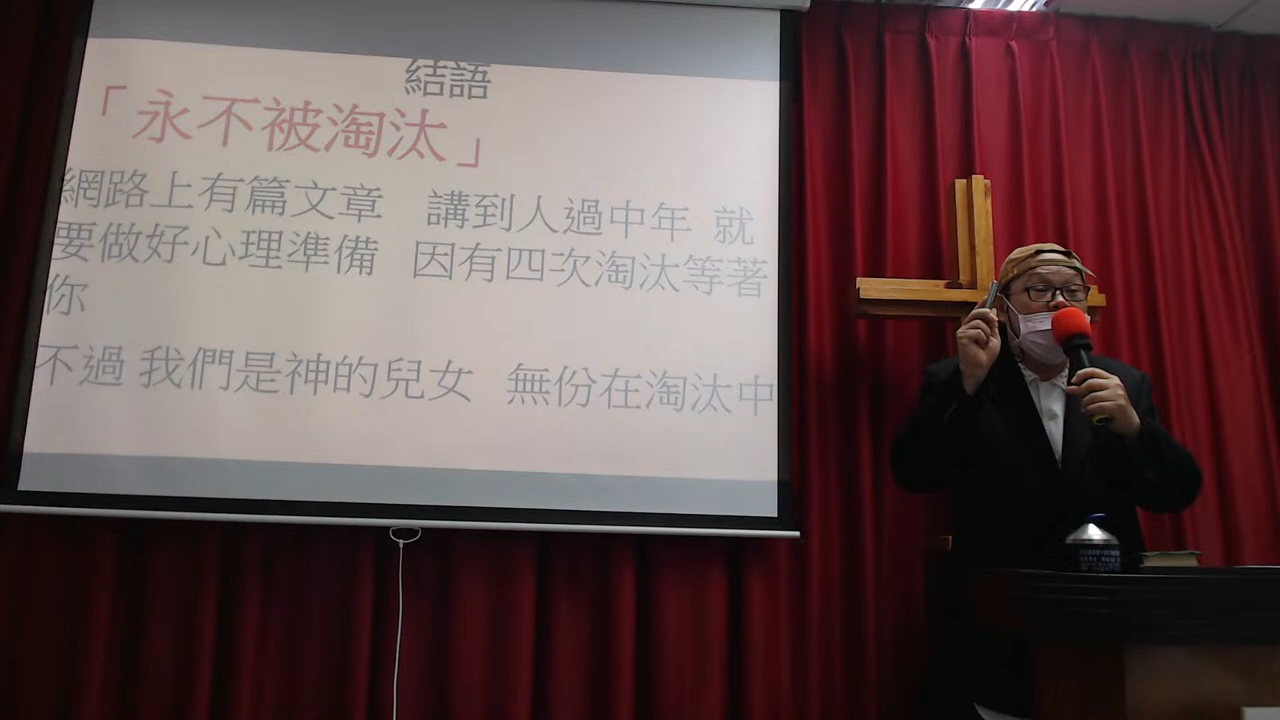 結語
「永不被淘汰」
網路上有篇文章 講到人過中年 就
要做好心理準備 因有四次淘汰等著
你
不過 我們是神的兒女 無份在淘汰中